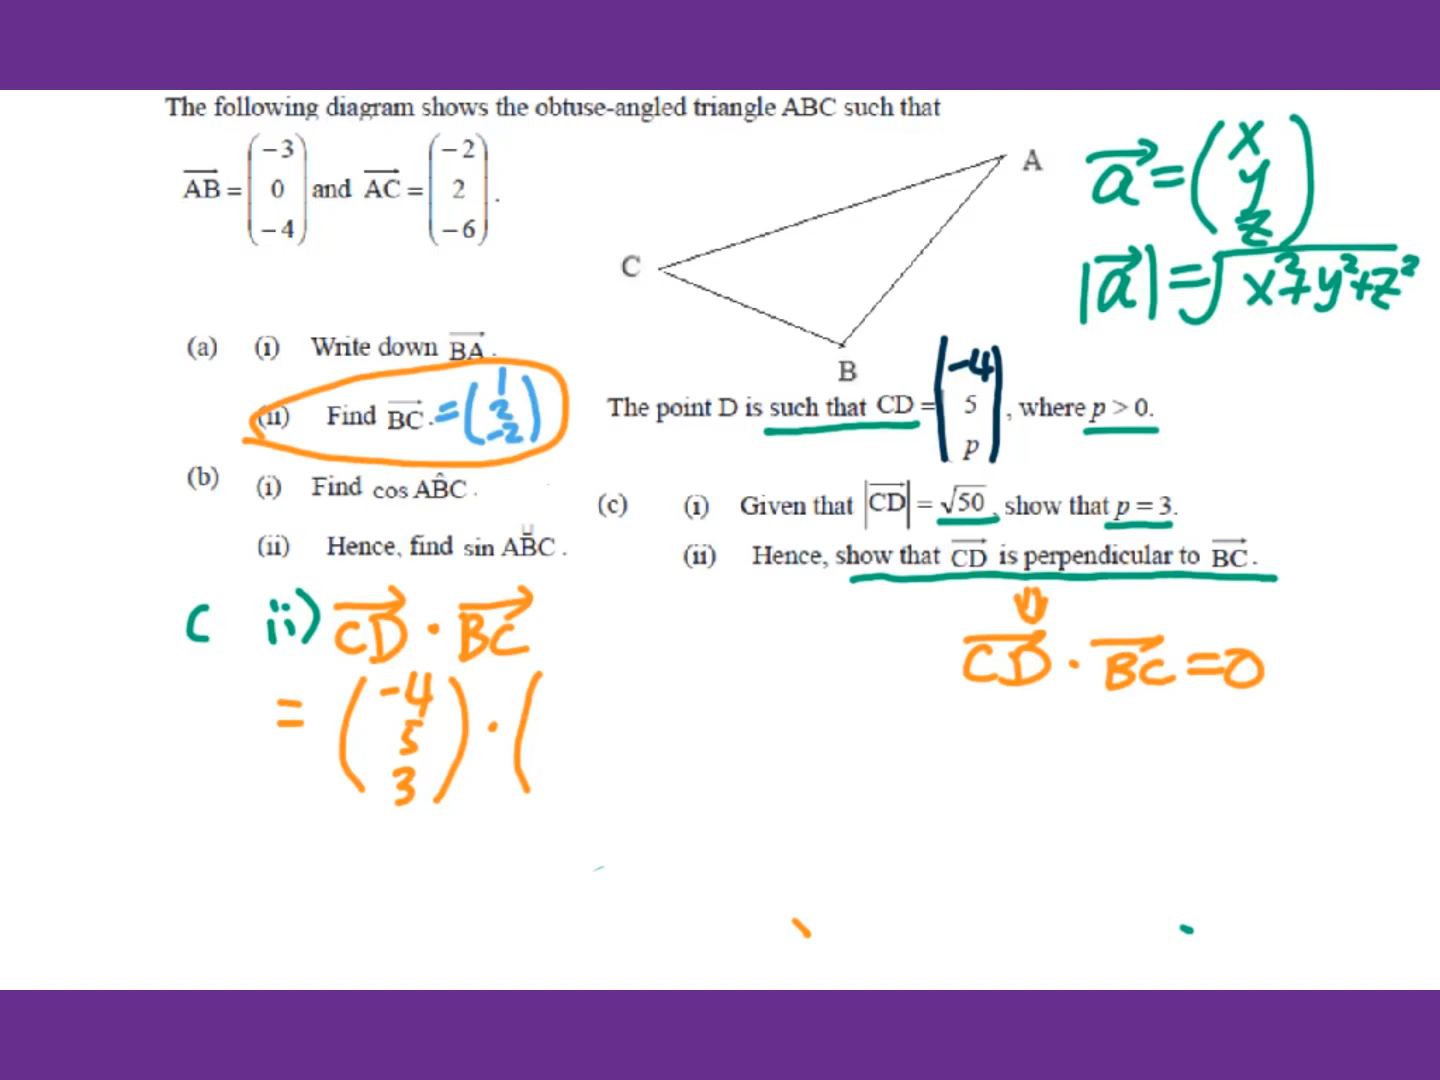 The following diagram shows the obtuse-angled triangle ABC such that
AB = (-3 0 -4) and AC = (-2 2 -6).
A
C
B
a = (x y z)
|a| = √x²+y²+z²
(a) (i) Write down BA.
(ii) Find BC. = (1 2 -2)
(b) (i) Find cos AB̂C.
(ii) Hence, find sin AB̂C.
The point D is such that CD = (-4 5 p), where p > 0.
(c) (i) Given that |CD| = √50, show that p = 3.
(ii) Hence, show that CD is perpendicular to BC.
⇓
CD · BC = 0
c ii) CD · BC
= (-4 5 3) · (